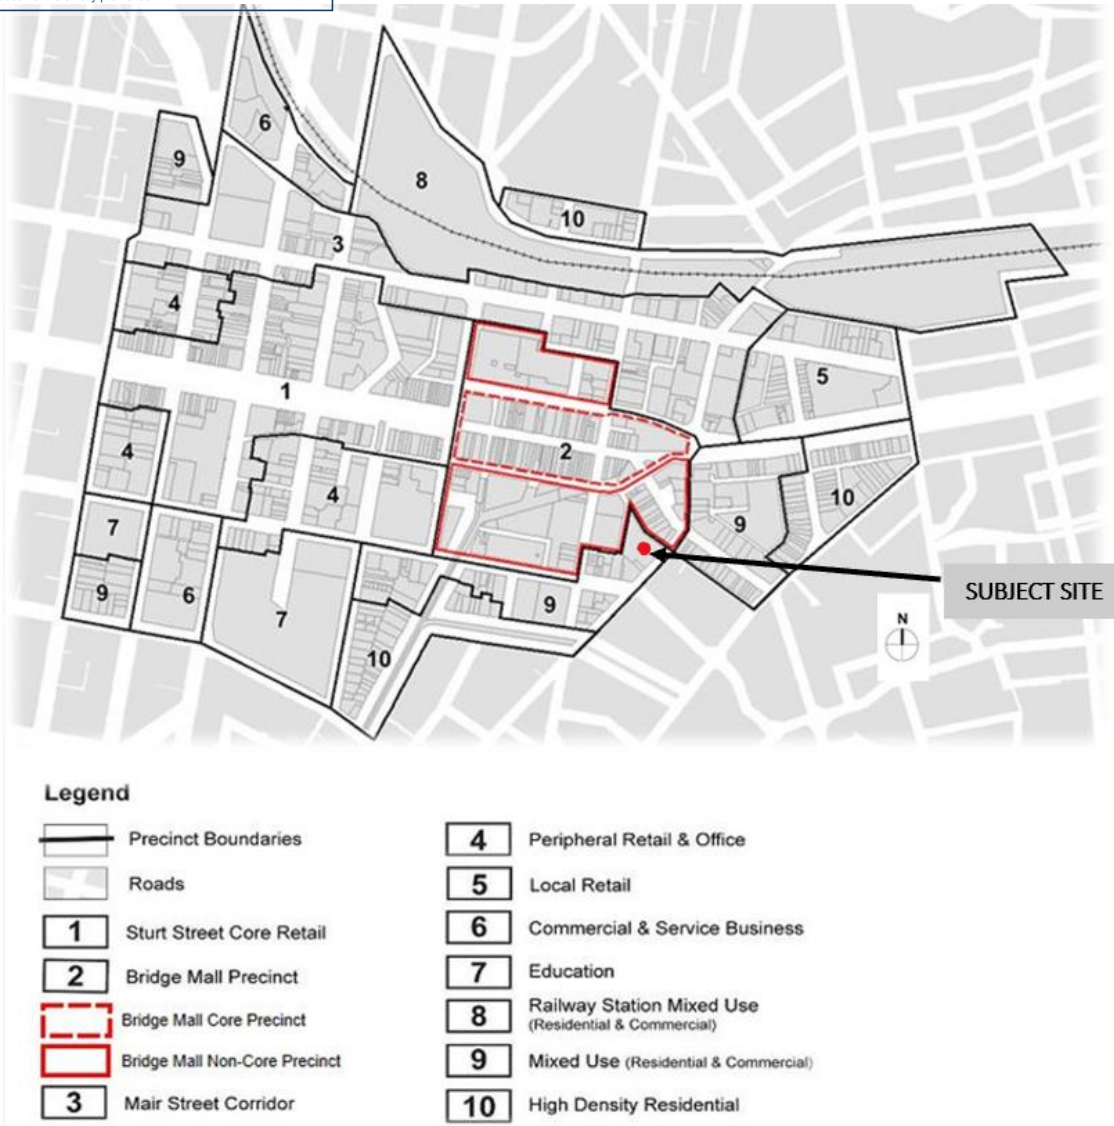 6
9
8
10
3
4
5
1
2
4
4
10
9
7
SUBJECT SITE
9
6
9
7
N
10
Legend
Precinct Boundaries
Roads
1 Sturt Street Core Retail
2 Bridge Mall Precinct
Bridge Mall Core Precinct
Bridge Mall Non-Core Precinct
3 Mair Street Corridor
4 Peripheral Retail & Office
5 Local Retail
6 Commercial & Service Business
7 Education
8 Railway Station Mixed Use
(Residential & Commercial)
9 Mixed Use (Residential & Commercial)
10 High Density Residential